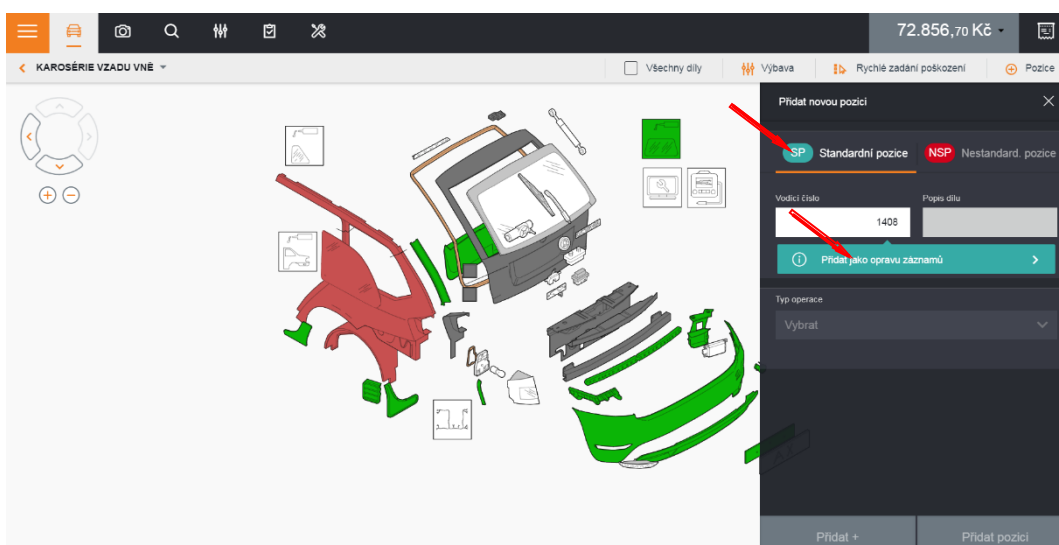 72.856,70 Kč
KAROSÉRIE VZADU VNĚ
Všechny díly
Výbava
Rychlé zadání poškození
Pozice
Přidat novou pozici
SP Standardní pozice
NSP Nestandard. pozice
Vodicí číslo
Popis dílu
1408
Přidat jako opravu záznamů
Typ operace
Vybrat
Přidat +
Přidat pozici